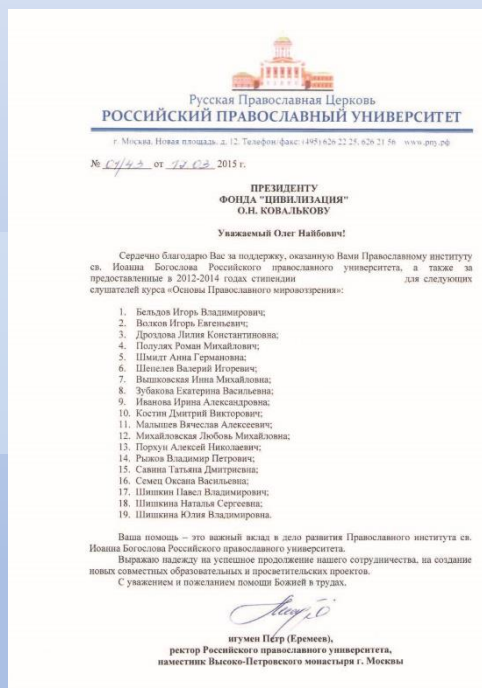 Русская Православная Церковь
РОССИЙСКИЙ ПРАВОСЛАВНЫЙ УНИВЕРСИТЕТ
г. Москва, Новая площадь, д. 12. Телефон/факс: (495) 626 22 25, 626 21 56 www.рпу.рф
№ 01/43 от 12.03 2015 г.
ПРЕЗИДЕНТУ
ФОНДА "ЦИВИЛИЗАЦИЯ"
О.Н. КОВАЛЬКОВУ
Уважаемый Олег Найбович!
Сердечно благодарю Вас за поддержку, оказанную Вами Православному институту
св. Иоанна Богослова Российского православного университета, а также за
предоставленные в 2012-2014 годах стипендии для следующих
слушателей курса «Основы Православного мировоззрения»:
1. Бельдов Игорь Владимирович;
2. Волков Игорь Евгеньевич;
3. Дроздова Лилия Константиновна;
4. Полулях Роман Михайлович;
5. Шмидт Анна Германовна;
6. Шепелев Валерий Игоревич;
7. Вышковская Инна Михайловна;
8. Зубакова Екатерина Васильевна;
9. Иванова Ирина Александровна;
10. Костин Дмитрий Викторович;
11. Малышев Вячеслав Алексеевич;
12. Михайловская Любовь Михайловна;
13. Порхун Алексей Николаевич;
14. Рыжов Владимир Петрович;
15. Савина Татьяна Дмитриевна;
16. Семец Оксана Васильевна;
17. Шишкин Павел Владимирович;
18. Шишкина Наталья Сергеевна;
19. Шишкина Юлия Владимировна.
Ваша помощь – это важный вклад в дело развития Православного института св.
Иоанна Богослова Российского православного университета.
Выражаю надежду на успешное продолжение нашего сотрудничества, на создание
новых совместных образовательных и просветительских проектов.
С уважением и пожеланием помощи Божией в трудах,
игумен Петр (Еремеев),
ректор Российского православного университета,
наместник Высоко-Петровского монастыря г. Москвы